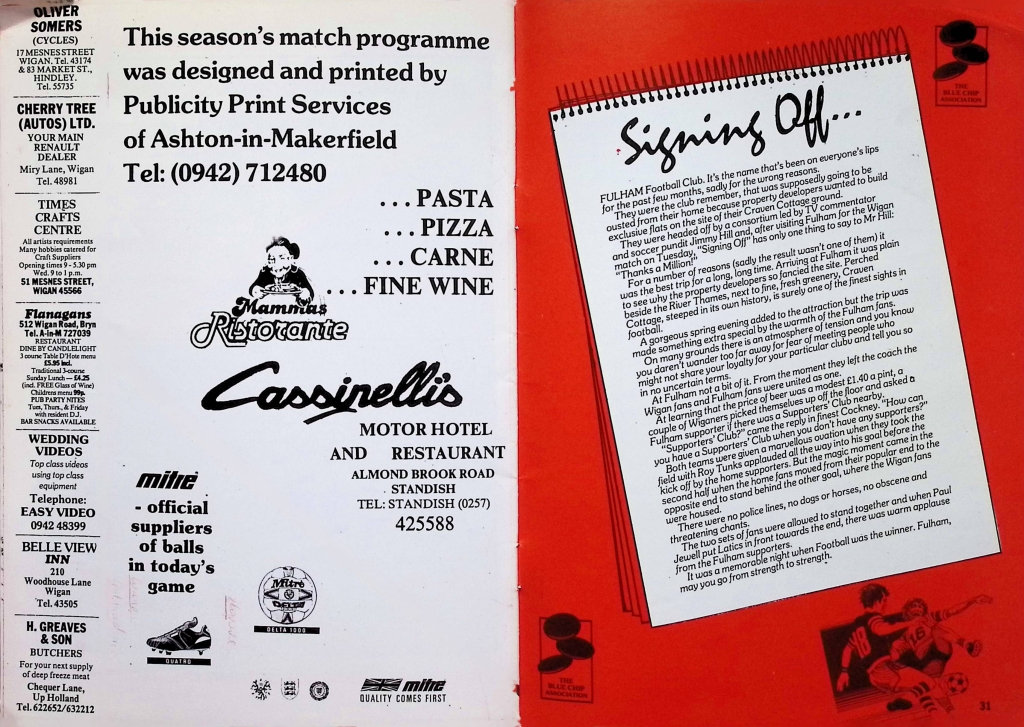 OLIVER
SOMERS
(CYCLES)
17 MESNES STREET
WIGAN. Tel. 43174
& 83 MARKET ST.,
HINDLEY.
Tel. 55735
CHERRY TREE
(AUTOS) LTD.
YOUR MAIN
RENAULT
DEALER
Miry Lane, Wigan
Tel. 48981
TIMES
CRAFTS
CENTRE
All artists requirements
Many hobbies catered for
Craft Suppliers
Opening times 9 - 5.30 pm
Wed. 9 to 1 p.m.
51 MESNES STREET,
WIGAN 45566
Flanagans
512 Wigan Road, Bryn
Tel. A-in-M 727039
RESTAURANT
DINE BY CANDLELIGHT
3 course Table D'Hote menu
£5.95 incl.
Traditional 3-course
Sunday Lunch — £4.25
(incl. FREE Glass of Wine)
Childrens menu 99p.
PUB PARTY NITES
Tues, Thurs., & Friday
with resident D.J.
BAR SNACKS AVAILABLE
WEDDING
VIDEOS
Top class videos
using top class
equipment
Telephone:
EASY VIDEO
0942 48399
BELLE VIEW
INN
210
Woodhouse Lane
Wigan
Tel. 43505
H. GREAVES
& SON
BUTCHERS
For your next supply
of deep freeze meat
Chequer Lane,
Up Holland
Tel. 622652/632212
This season's match programme
was designed and printed by
Publicity Print Services
of Ashton-in-Makerfield
Tel: (0942) 712480
...PASTA
...PIZZA
...CARNE
...FINE WINE
Mammas
Ristorante
Cassinelli's
MOTOR HOTEL
AND RESTAURANT
ALMOND BROOK ROAD
STANDISH
TEL: STANDISH (0257)
425588
mitre
- official
suppliers
of balls
in today's
game
Mitre
DELTA
DELTA 1000
QUATRO
mitre
QUALITY COMES FIRST
THE
BLUE CHIP
ASSOCIATION
Signing Off...
FULHAM Football Club. It's the name that's been on everyone's lips
for the past few months, sadly for the wrong reasons.
They were the club remember, that was supposedly going to be
ousted from their home because property developers wanted to build
exclusive flats on the site of their Craven Cottage ground.
They were headed off by a consortium led by TV commentator
and soccer pundit Jimmy Hill and, after visiting Fulham for the Wigan
match on Tuesday, "Signing Off" has only one thing to say to Mr Hill:
"Thanks a Million!"
For a number of reasons (sadly the result wasn't one of them) it
was the best trip for a long, long time. Arriving at Fulham it was plain
to see why the property developers so fancied the site. Perched
beside the River Thames, next to fine, fresh greenery, Craven
Cottage, steeped in its own history, is surely one of the finest sights in
football.
A gorgeous spring evening added to the attraction but the trip was
made something extra special by the warmth of the Fulham fans.
On many grounds there is an atmosphere of tension and you know
you daren't wander too far away for fear of meeting people who
might not share your loyalty for your particular clubv and tell you so
in no uncertain terms.
At Fulham not a bit of it. From the moment they left the coach the
Wigan fans and Fulham fans were united as one.
At learning that the price of beer was a modest £1.40 a pint, a
couple of Wiganers picked themselves up off the floor and asked a
Fulham supporter if there was a Supporters' Club nearby.
"Supporters' Club?" came the reply in finest Cockney. "How can
you have a Supporters' Club when you don't have any supporters?"
Both teams were given a marvellous ovation when they took the
field with Roy Tunks applauded all the way into his goal before the
kick off by the home supporters. But the magic moment came in the
second half when the home fans moved from their popular end to the
opposite end to stand behind the other goal, where the Wigan fans
were housed.
There were no police lines, no dogs or horses, no obscene and
threatening chants.
The two sets of fans were allowed to stand together and when Paul
Jewell put Latics in front towards the end, there was warm applause
from the Fulham supporters.
It was a memorable night when Football was the winner. Fulham,
may you go from strength to strength.
THE
BLUE CHIP
ASSOCIATION
31